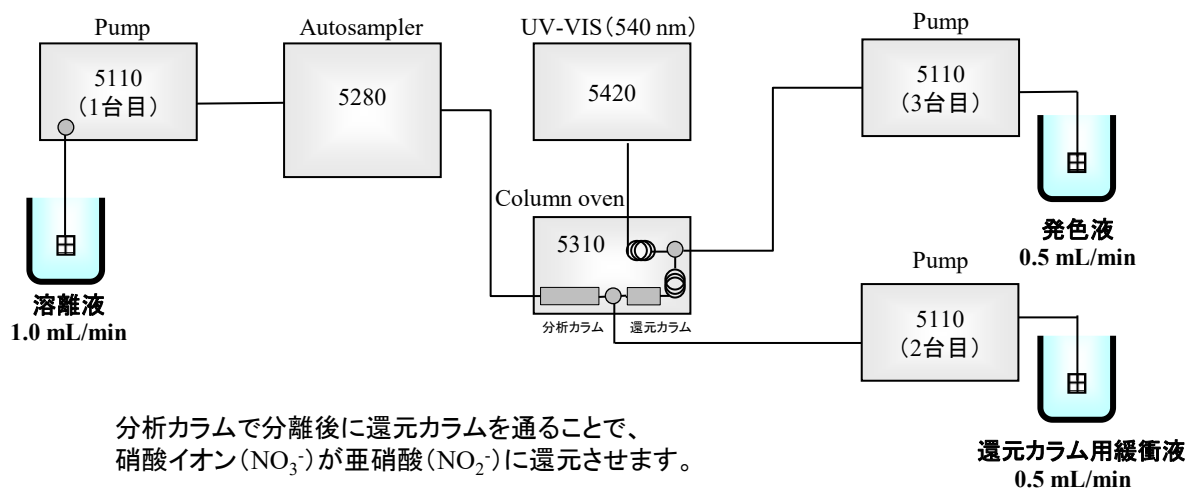 Pump
5110
（1台目）
溶離液
1.0 mL/min
Autosampler
5280
UV-VIS（540 nm）
5420
Column oven
5310
分析カラム
還元カラム
Pump
5110
（3台目）
発色液
0.5 mL/min
Pump
5110
（2台目）
還元カラム用緩衝液
0.5 mL/min
分析カラムで分離後に還元カラムを通ることで、
硝酸イオン（NO₃⁻）が亜硝酸（NO₂⁻）に還元させます。